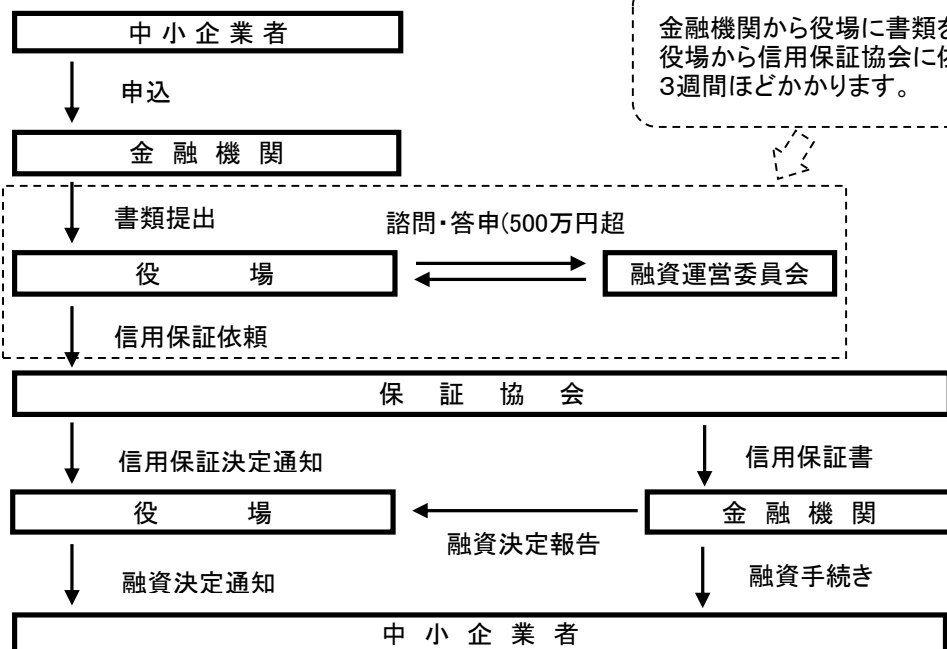 中小企業者
金融機関から役場に書類を
役場から信用保証協会に
3週間ほどかかります。
申込
金融機関
書類提出
諮問・答申(500万円超
役場
融資運営委員会
信用保証依頼
保証協会
信用保証決定通知
信用保証書
役場
金融機関
融資決定報告
融資決定通知
融資手続き
中小企業者